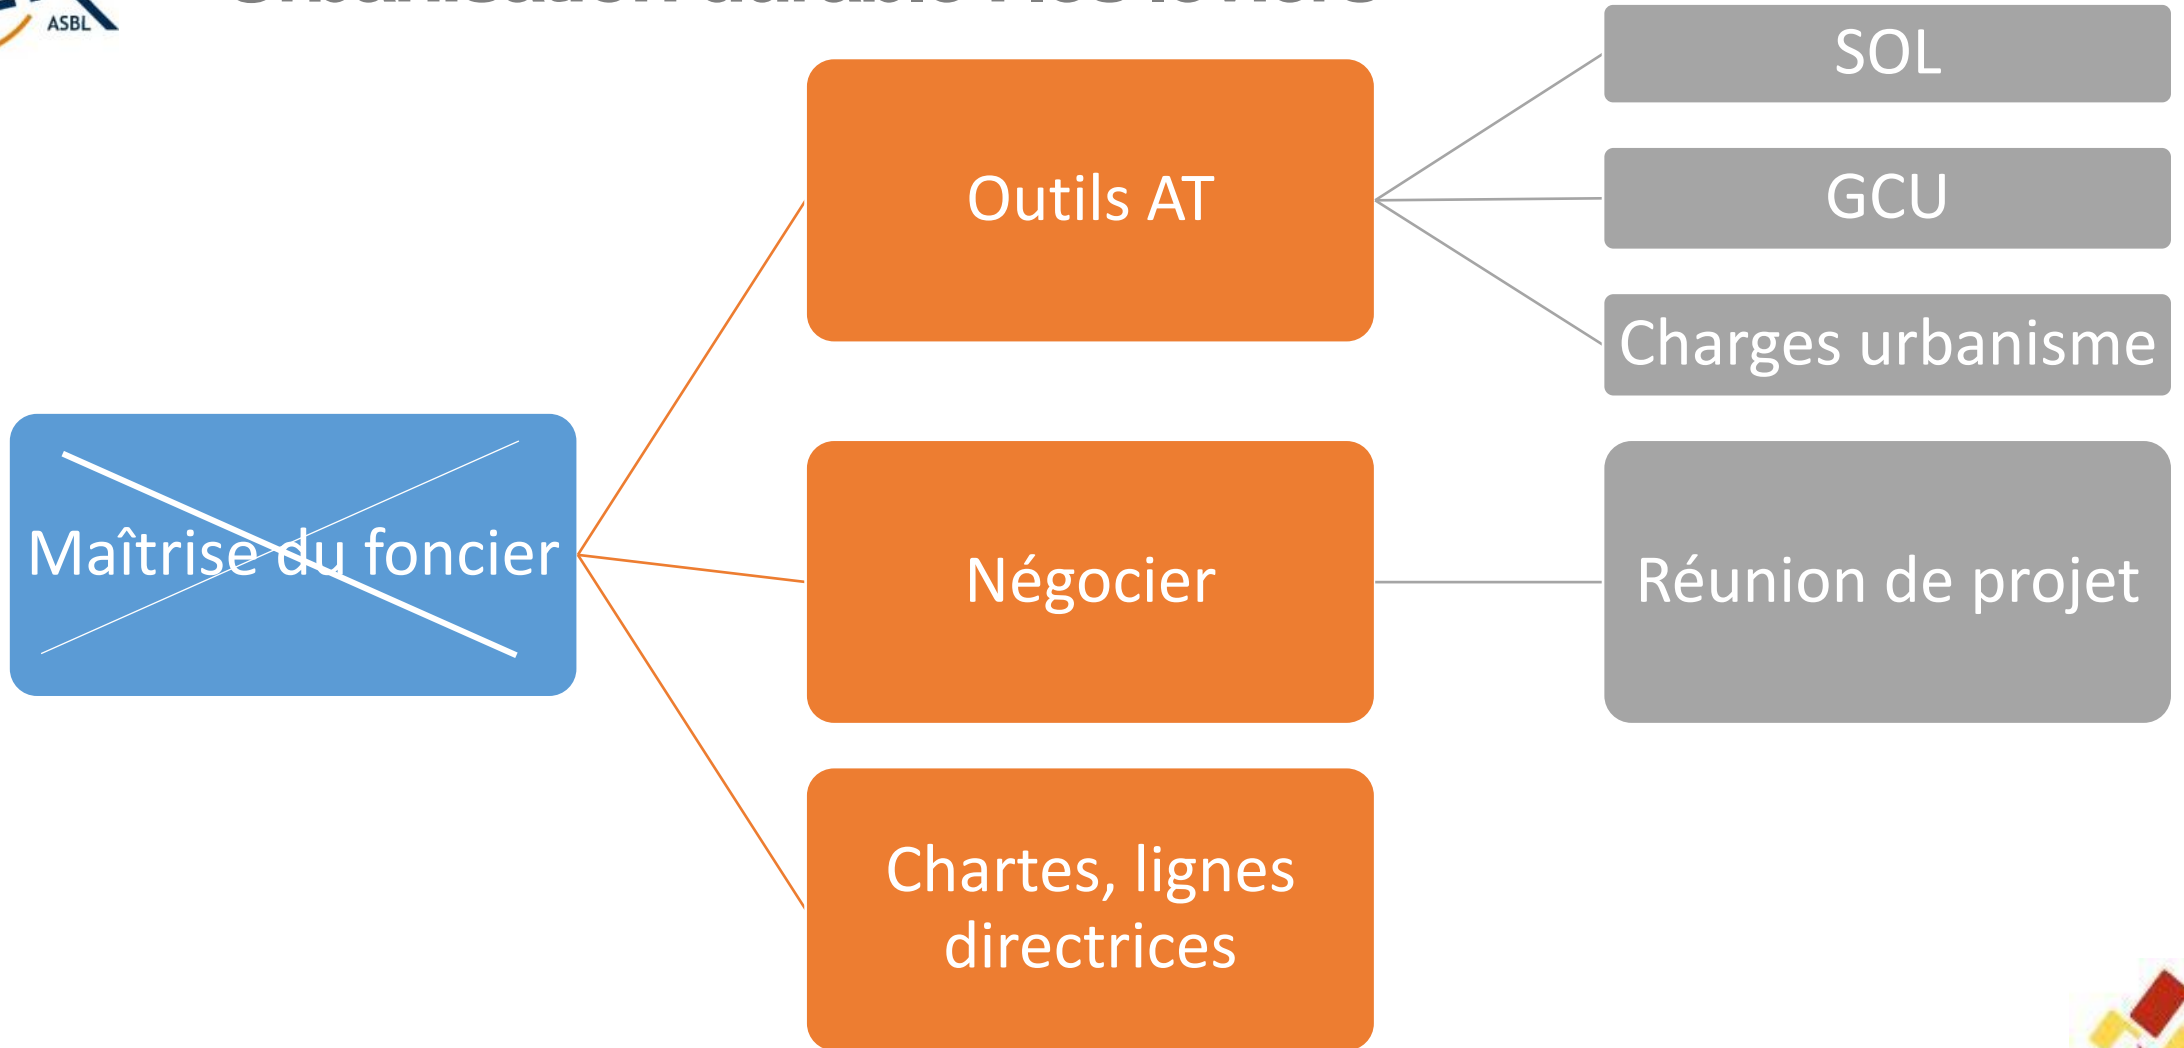 ASBL
SOL
Outils AT
GCU
Charges urbanisme
Maîtrise du foncier
Négocier
Réunion de projet
Chartes, lignes
directrices